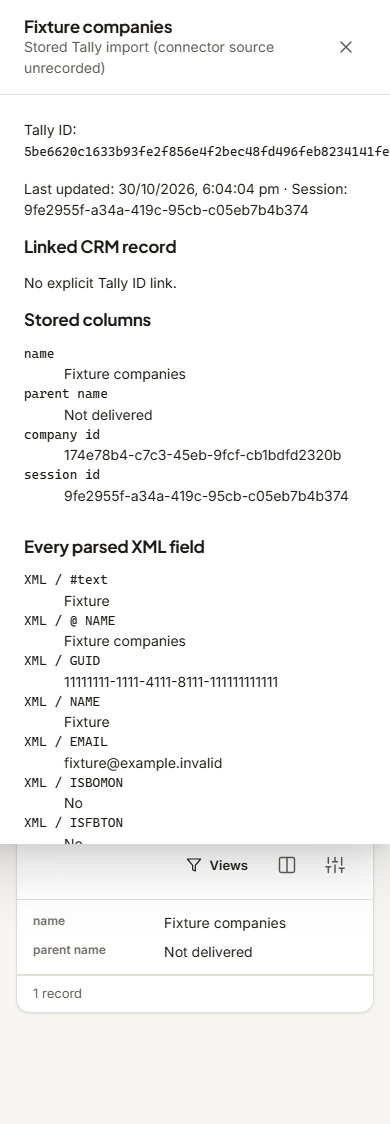 Fixture companies
Stored Tally import (connector source
unrecorded)
Tally ID:
5be6620c1633b93fe2f856e4f2bec48fd496feb8234141fe
Last updated: 30/10/2026, 6:04:04 pm · Session:
9fe2955f-a34a-419c-95cb-c05eb7b4b374
Linked CRM record
No explicit Tally ID link.
Stored columns
name
Fixture companies
parent name
Not delivered
company id
174e78b4-c7c3-45eb-9fcf-cb1bdfd2320b
session id
9fe2955f-a34a-419c-95cb-c05eb7b4b374
Every parsed XML field
XML / #text
Fixture
XML / @ NAME
Fixture companies
XML / GUID
11111111-1111-4111-8111-111111111111
XML / NAME
Fixture
XML / EMAIL
fixture@example.invalid
XML / ISBOMON
No
XML / ISFBTON
No
Views
name
Fixture companies
parent name
Not delivered
1 record